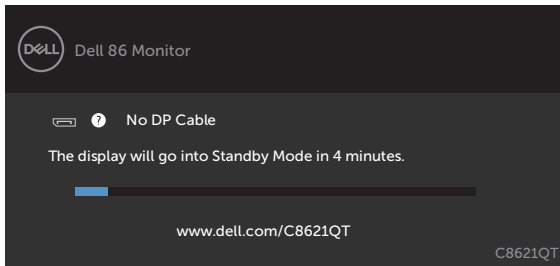 DELL
Dell 86 Monitor
? No DP Cable
The display will go into Standby Mode in 4 minutes.
www.dell.com/C8621QT
C8621QT